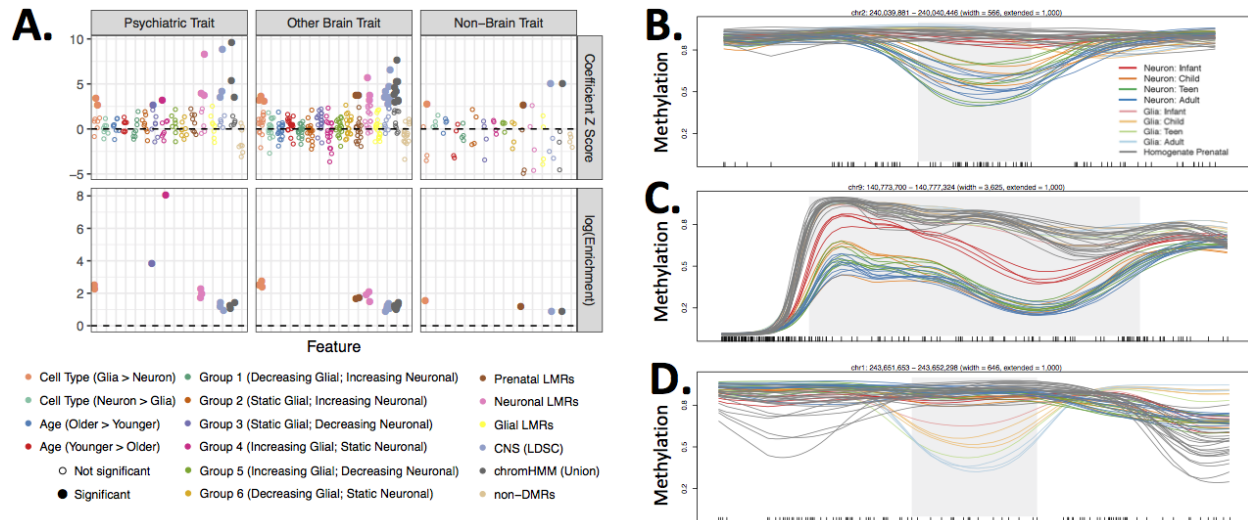 A.
Psychiatric Trait
Other Brain Trait
Non-Brain Trait
10
5
0
−5
Coefficient Z Score
8
6
4
2
0
log(Enrichment)
Feature
Cell Type (Glia > Neuron)
Cell Type (Neuron > Glia)
Age (Older > Younger)
Age (Younger > Older)
Not significant
Significant
Group 1 (Decreasing Glial; Increasing Neuronal)
Group 2 (Static Glial; Increasing Neuronal)
Group 3 (Static Glial; Decreasing Neuronal)
Group 4 (Increasing Glial; Static Neuronal)
Group 5 (Increasing Glial; Decreasing Neuronal)
Group 6 (Decreasing Glial; Static Neuronal)
Prenatal LMRs
Neuronal LMRs
Glial LMRs
CNS (LDSC)
chromHMM (Union)
non-DMRs
B.
chr2: 240,039,881 − 240,040,446 (width = 566, extended = 1,000)
Methylation
0.8
0.5
0.2
Neuron: Infant
Neuron: Child
Neuron: Teen
Neuron: Adult
Glia: Infant
Glia: Child
Glia: Teen
Glia: Adult
Homogenate Prenatal
C.
chr9: 140,773,700 − 140,777,324 (width = 3,625, extended = 1,000)
Methylation
0.8
0.5
0.2
D.
chr1: 243,651,653 − 243,652,298 (width = 646, extended = 1,000)
Methylation
0.8
0.5
0.2